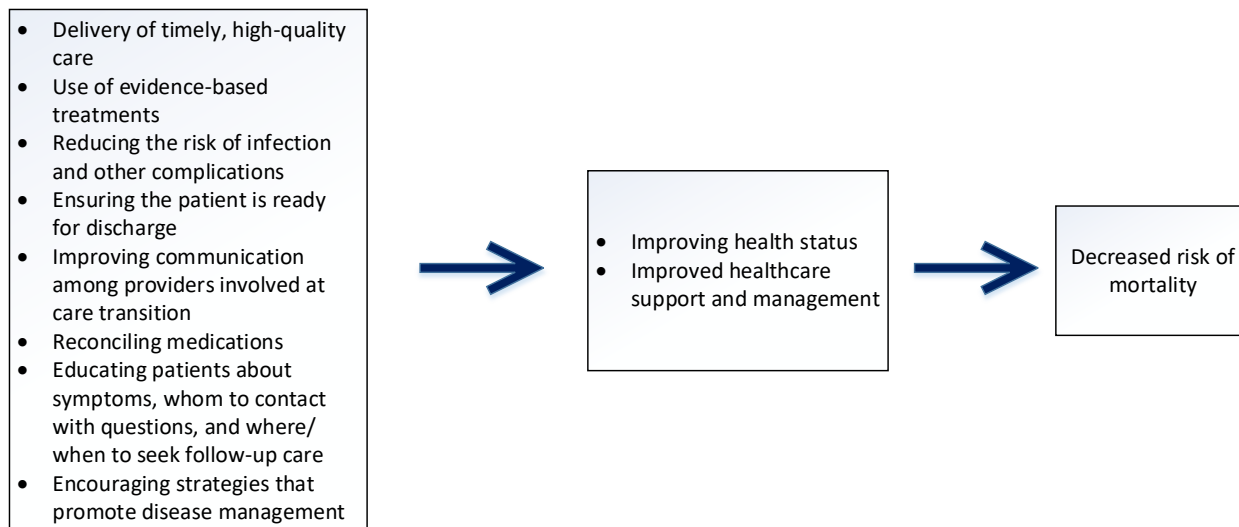 • Delivery of timely, high-quality
care
• Use of evidence-based
treatments
• Reducing the risk of infection
and other complications
• Ensuring the patient is ready
for discharge
• Improving communication
among providers involved at
care transition
• Reconciling medications
• Educating patients about
symptoms, whom to contact
with questions, and where/
when to seek follow-up care
• Encouraging strategies that
promote disease management
• Improving health status
• Improved healthcare
support and management
Decreased risk of
mortality